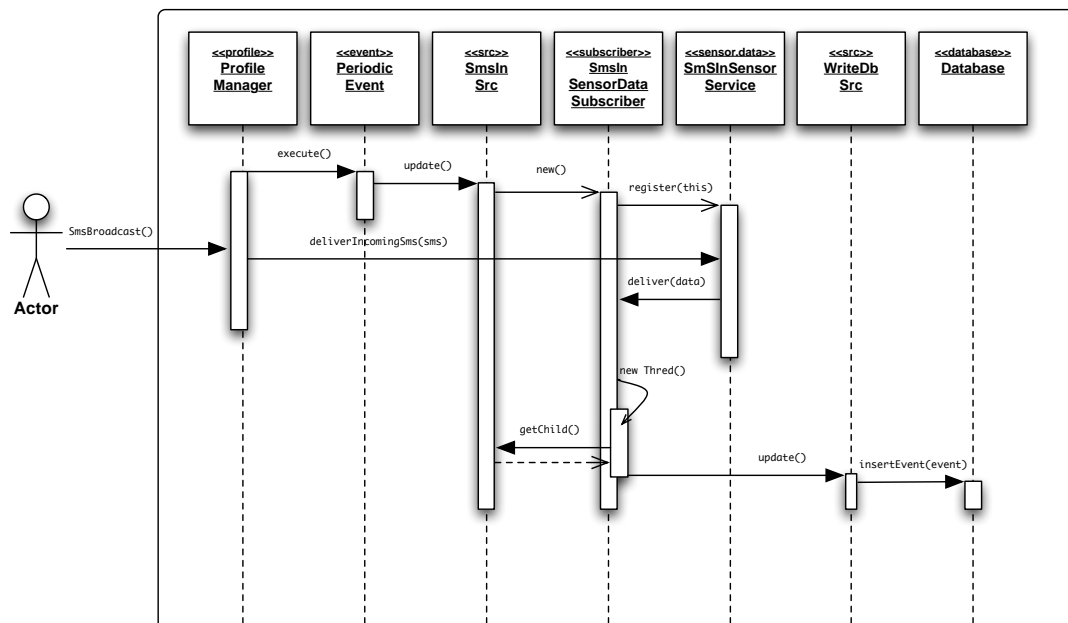 <<profile>>
Profile
Manager
<<event>>
Periodic
Event
<<src>>
SmsIn
Src
<<subscriber>>
SmsIn
SensorData
Subscriber
<<sensor.data>>
SmSInSensor
Service
<<src>>
WriteDb
Src
<<database>>
Database
execute()
update()
new()
register(this)
SmsBroadcast()
deliverIncomingSms(sms)
deliver(data)
Actor
new Thred()
getChild()
update()
insertEvent(event)